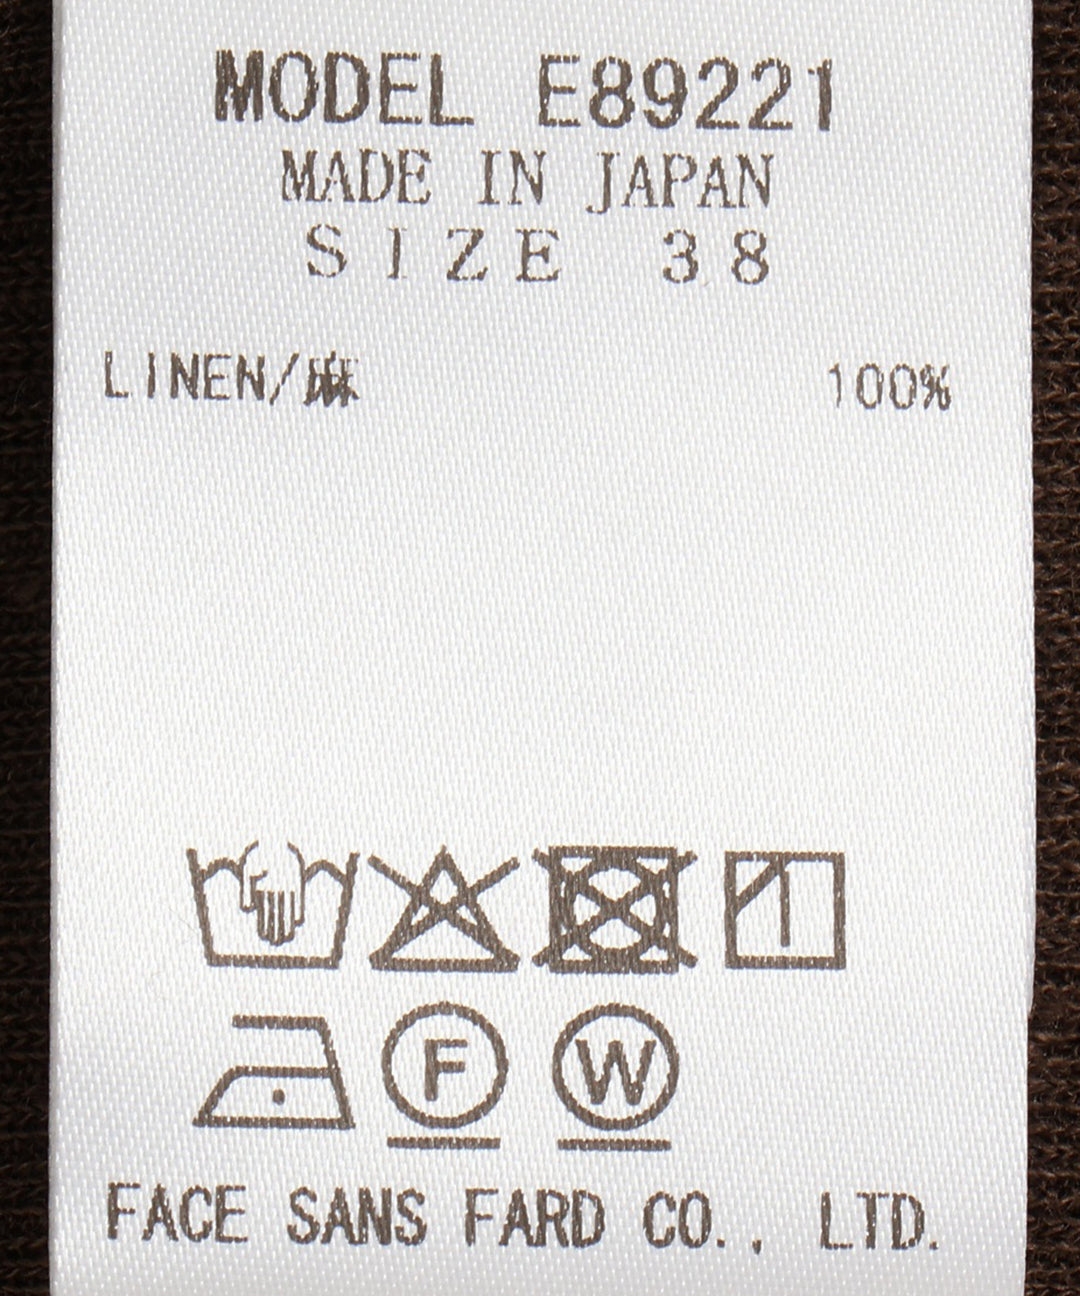 MODEL E89221
MADE IN JAPAN
SIZE 38
LINEN/麻 100%
F W
FACE SANS FARD CO., LTD.